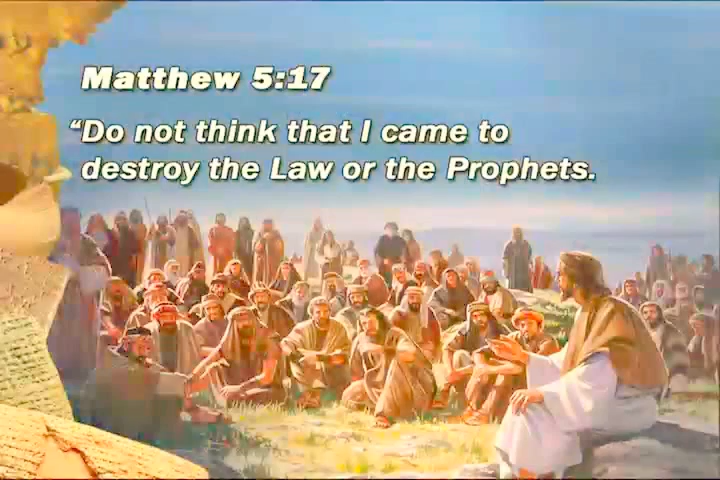 Matthew 5:17
“Do not think that I came to
destroy the Law or the Prophets.